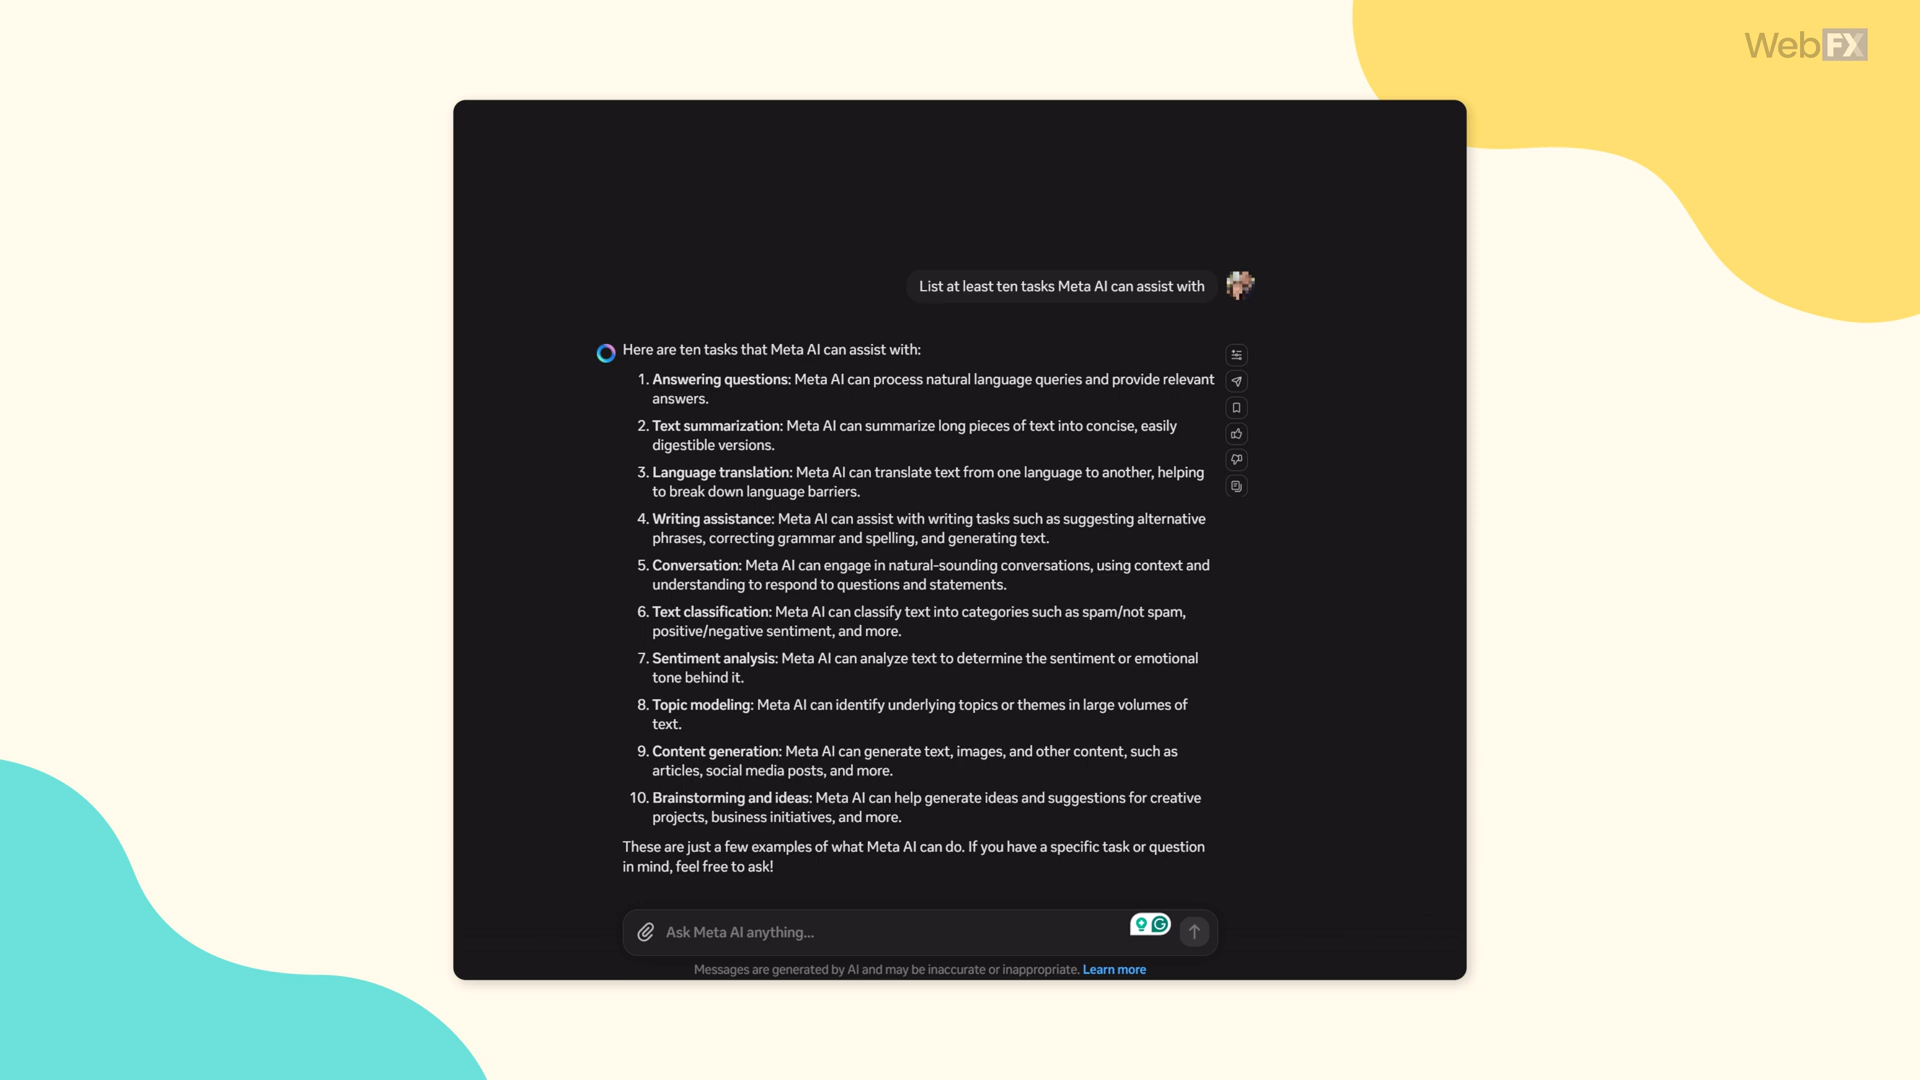 WebFX
List at least ten tasks Meta AI can assist with
Here are ten tasks that Meta AI can assist with:
1. Answering questions: Meta AI can process natural language queries and provide relevant
answers.
2. Text summarization: Meta AI can summarize long pieces of text into concise, easily
digestible versions.
3. Language translation: Meta AI can translate text from one language to another, helping
to break down language barriers.
4. Writing assistance: Meta AI can assist with writing tasks such as suggesting alternative
phrases, correcting grammar and spelling, and generating text.
5. Conversation: Meta AI can engage in natural-sounding conversations, using context and
understanding to respond to questions and statements.
6. Text classification: Meta AI can classify text into categories such as spam/not spam,
positive/negative sentiment, and more.
7. Sentiment analysis: Meta AI can analyze text to determine the sentiment or emotional
tone behind it.
8. Topic modeling: Meta AI can identify underlying topics or themes in large volumes of
text.
9. Content generation: Meta AI can generate text, images, and other content, such as
articles, social media posts, and more.
10. Brainstorming and ideas: Meta AI can help generate ideas and suggestions for creative
projects, business initiatives, and more.
These are just a few examples of what Meta AI can do. If you have a specific task or question
in mind, feel free to ask!
Ask Meta AI anything...
Messages are generated by AI and may be inaccurate or inappropriate. Learn more